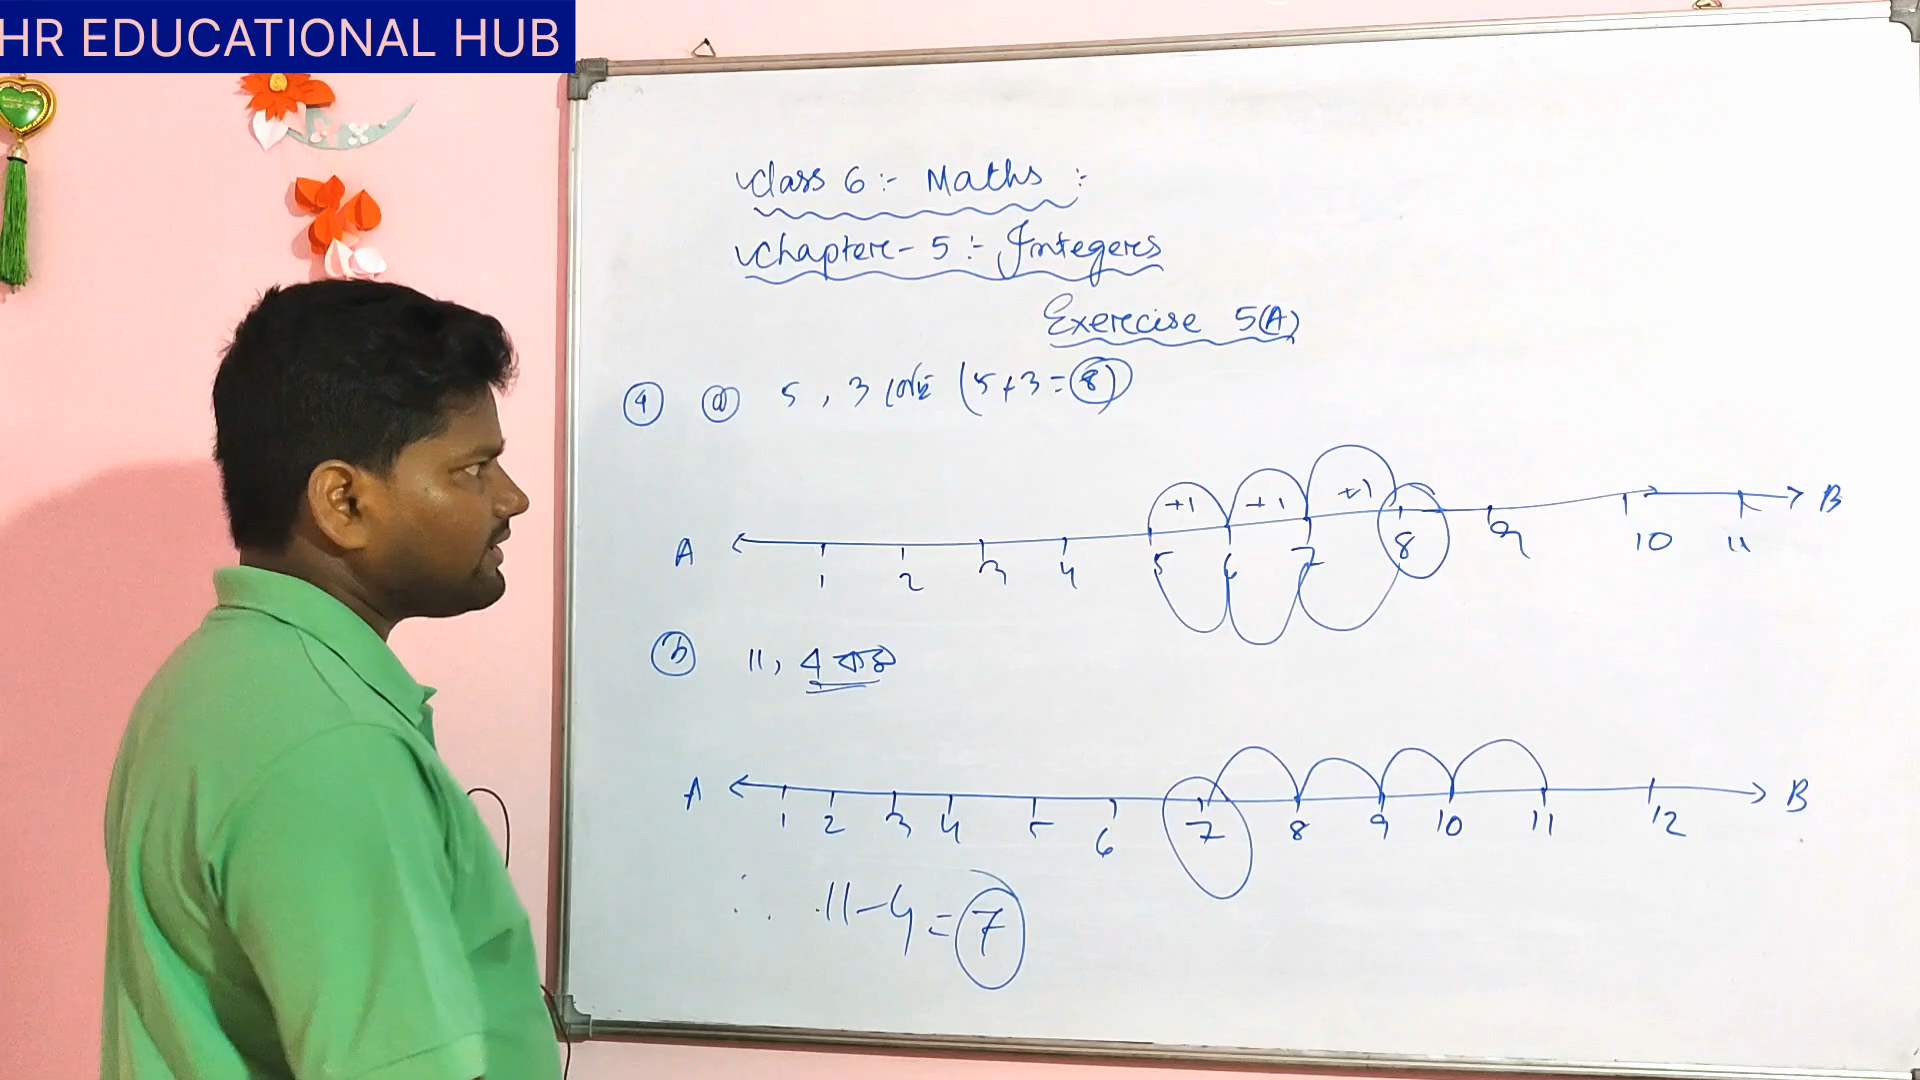 HR EDUCATIONAL HUB
Class 6 :- Maths :-
Chapter - 5 :- Integers
Exercise 5(A)
④ ⓐ 5, 3 (5+3=8)
+1 +1 +1
A 1 2 3 4 5 6 7 8 9 10 11 B
ⓑ 11, 4 কম
A 1 2 3 4 5 6 7 8 9 10 11 12 B
∴ 11-4=7